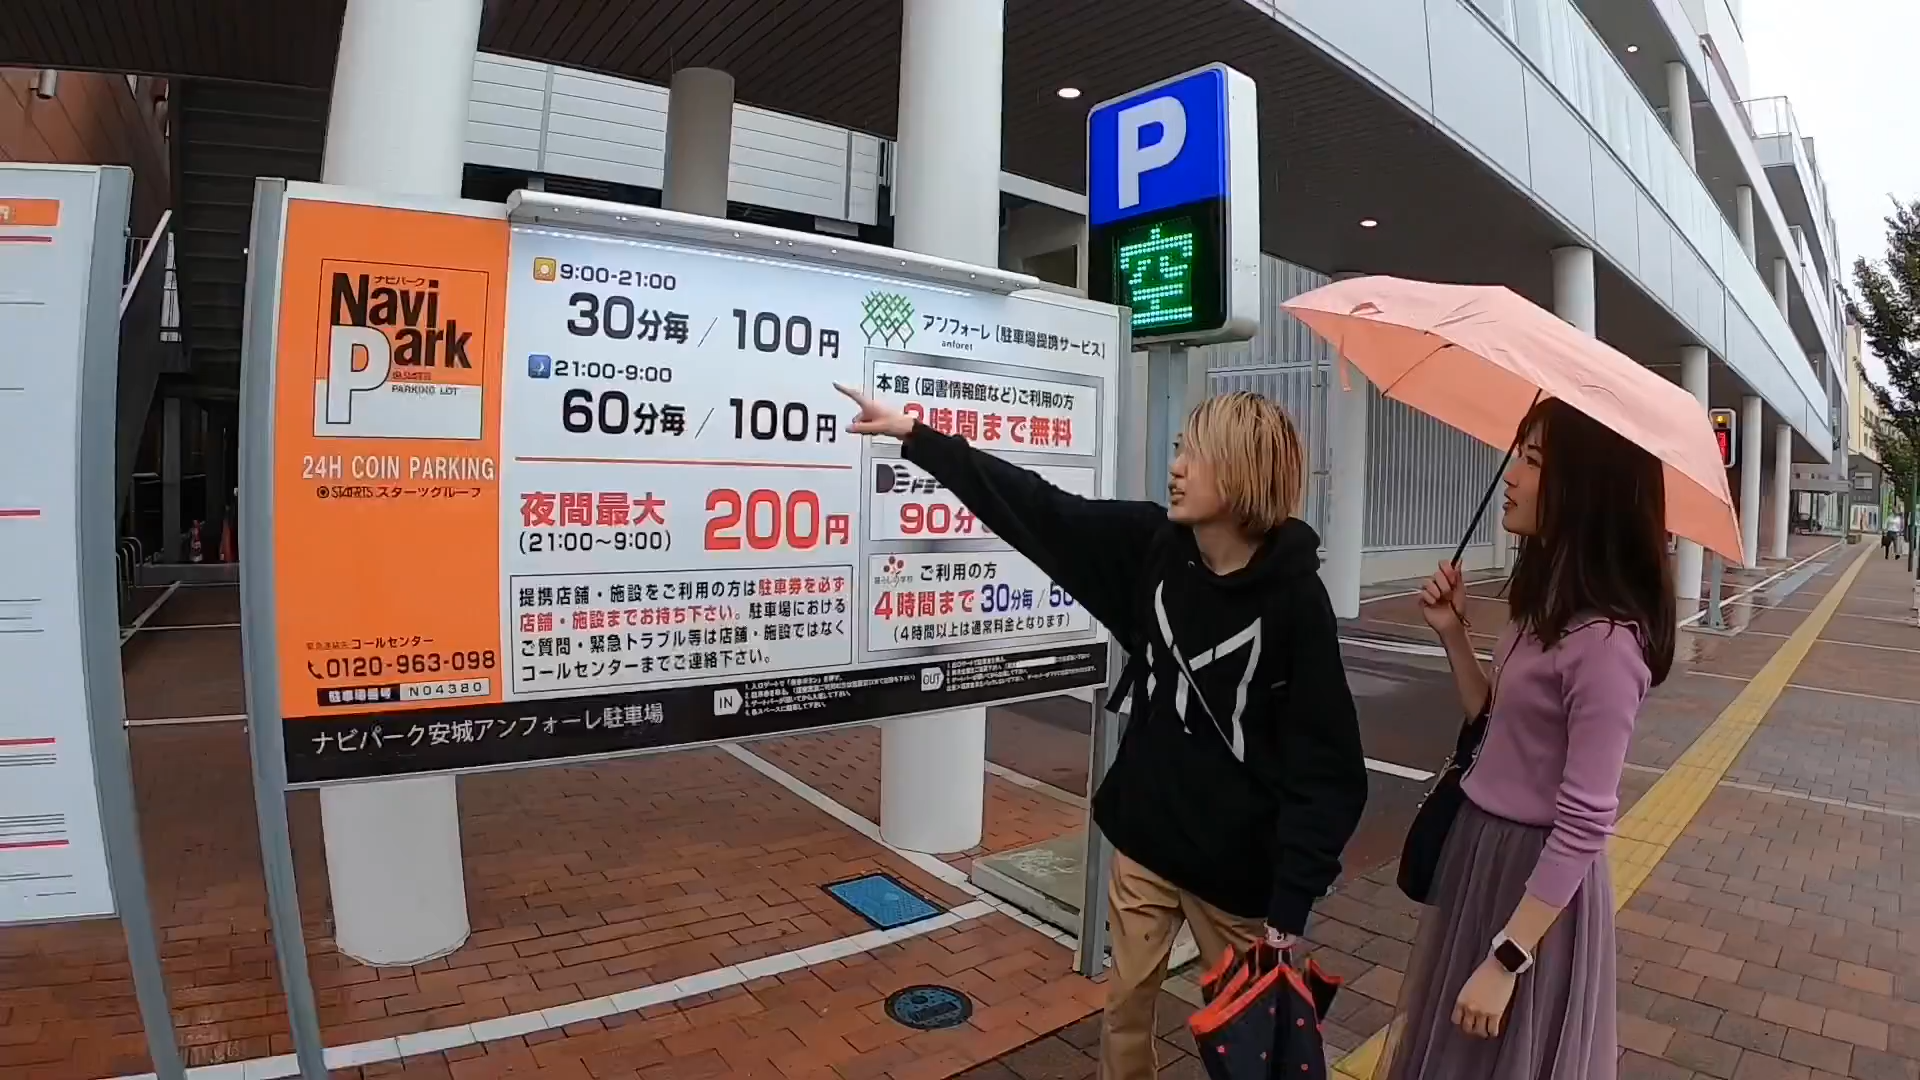 ナビパーク
Navi
Park
PARKING LOT
24H COIN PARKING
STARTS スターツグループ
緊急連絡先 コールセンター
0120-963-098
駐車場番号 N04380
9:00-21:00
30分毎 / 100円
21:00-9:00
60分毎 / 100円
夜間最大
(21:00〜9:00)
200円
提携店舗・施設をご利用の方は駐車券を必ず
店舗・施設までお持ち下さい。駐車場における
ご質問・緊急トラブル等は店舗・施設ではなく
コールセンターまでご連絡下さい。
アンフォーレ【駐車場提携サービス】
anforet
本館(図書情報館など)ご利用の方
時間まで無料
90分
暮らしの学校 ご利用の方
4時間まで 30分毎 / 50
(4時間以上は通常料金となります)
ナビパーク安城アンフォーレ駐車場
IN
OUT
P
空